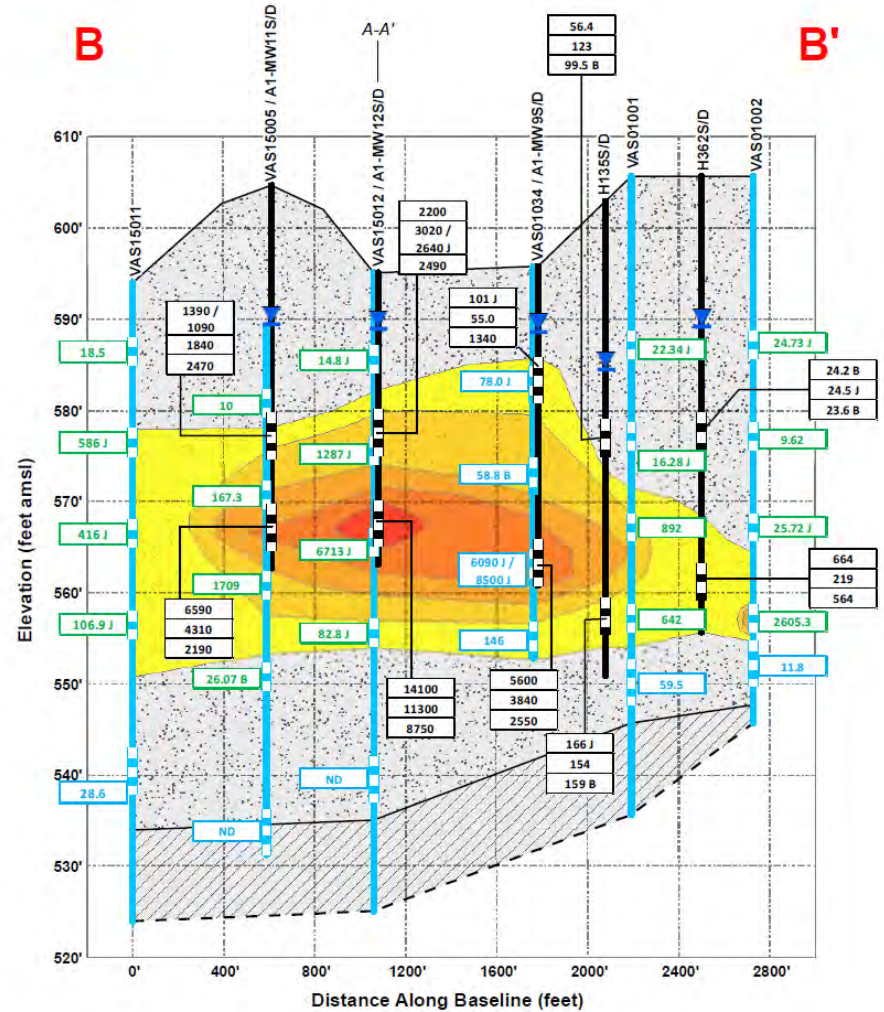 B
A-A'
B'
VAS15011
VAS15005 / A1-MW11S/D
VAS15012 / A1-MW12S/D
VAS01034 / A1-MW9S/D
H135S/D
VAS01001
H362S/D
VAS01002
56.4
123
99.5 B
610'
600'
590'
580'
570'
560'
550'
540'
530'
520'
Elevation (feet amsl)
2200
3020 /
2640 J
2490
1390 /
1090
1840
2470
101 J
55.0
1340
24.2 B
24.5 J
23.6 B
18.5
586 J
416 J
106.9 J
28.6
10
167.3
1709
26.07 B
ND
14.8 J
1287 J
6713 J
82.8 J
ND
78.0 J
58.8 B
6090 J /
8500 J
146
22.34 J
16.28 J
892
642
59.5
24.73 J
9.62
25.72 J
2605.3
11.8
664
219
564
6590
4310
2190
14100
11300
8750
5600
3840
2550
166 J
154
159 B
0'
400'
800'
1200'
1600'
2000'
2400'
2800'
Distance Along Baseline (feet)